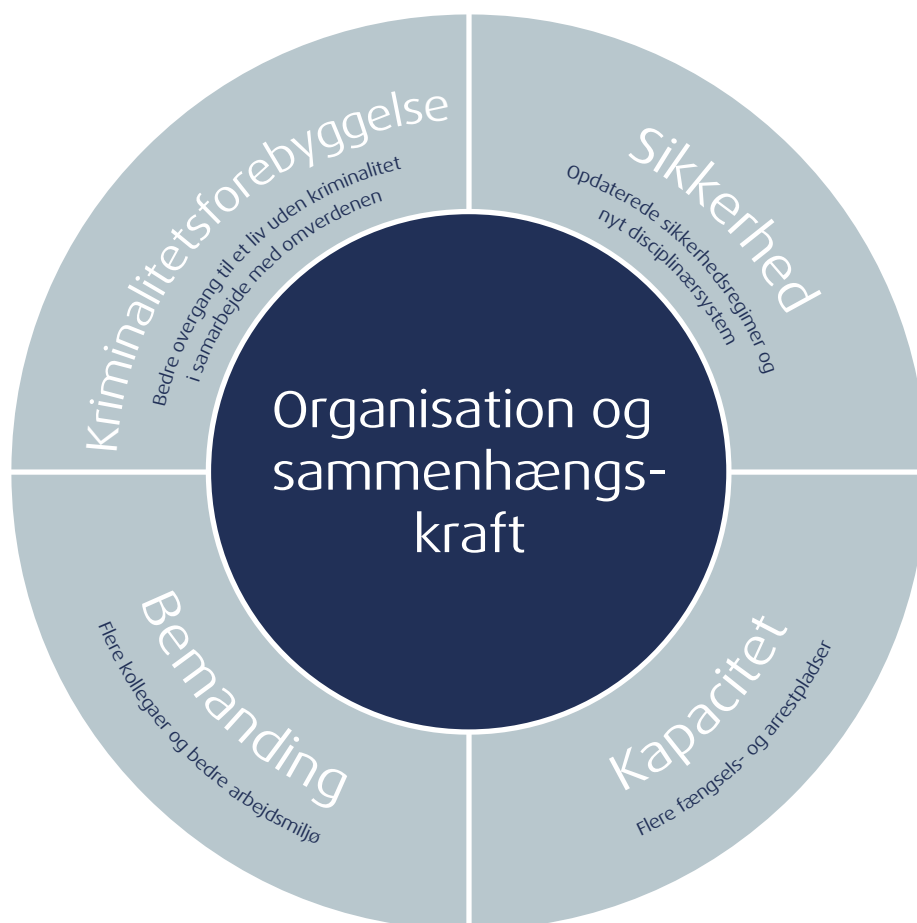 Kriminalitetsforebyggelse
Bedre overgang til et liv uden kriminalitet
i samarbejde med omverdenen
Sikkerhed
Opdaterede sikkerhedsregimer og
nyt disciplinærsystem
Organisation og
sammenhængs-
kraft
Bemanding
Flere kollegaer og bedre arbejdsmiljø
Kapacitet
Flere fængsels- og arrestpladser